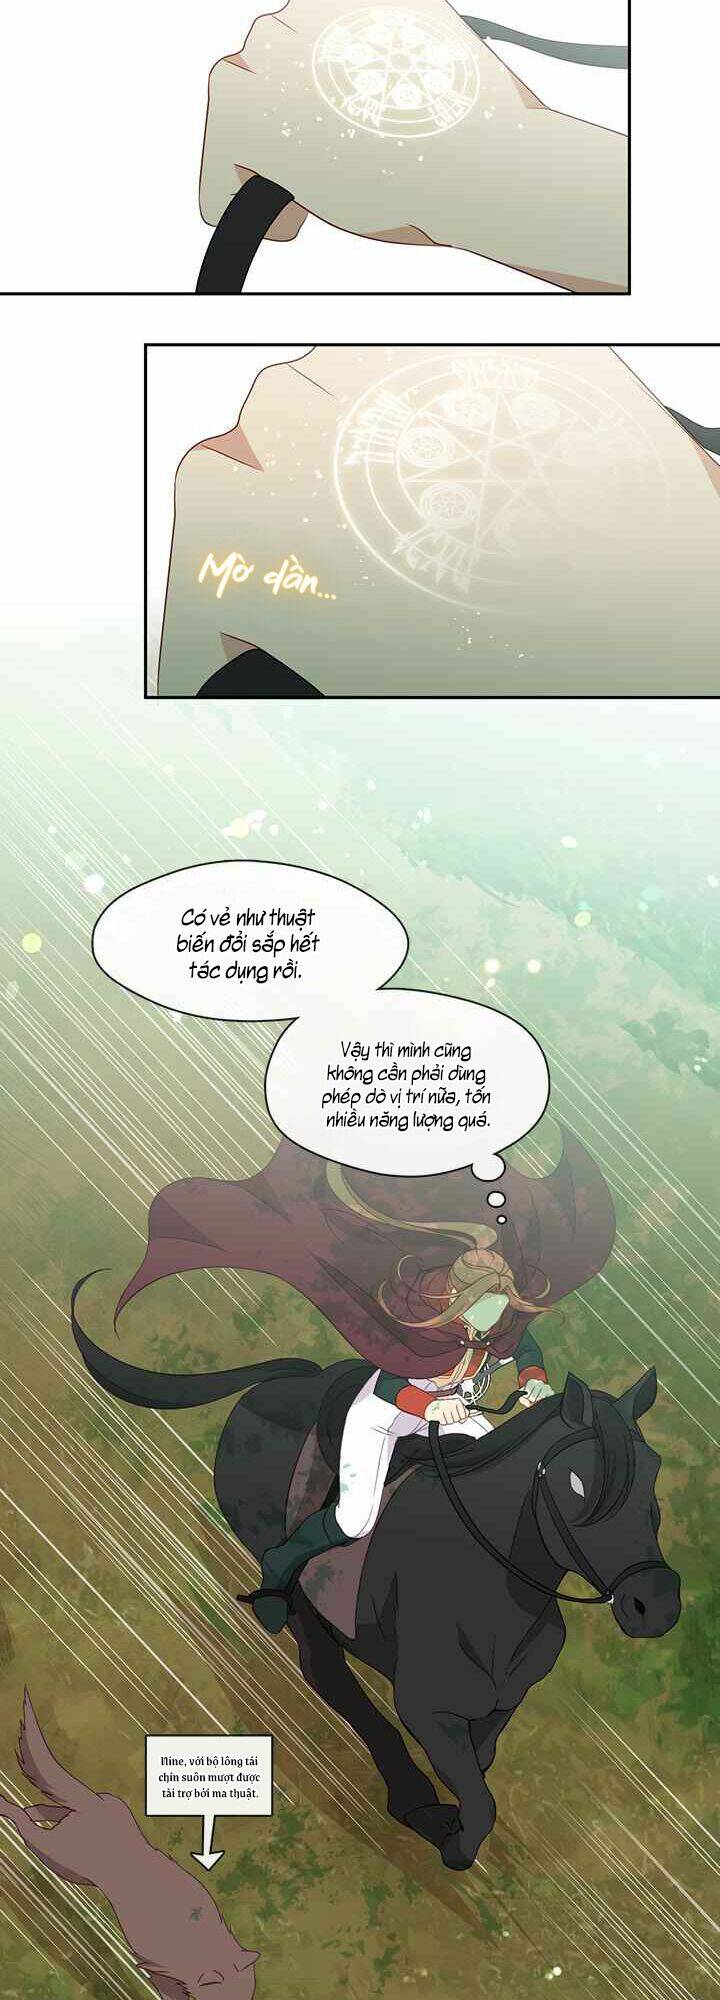 Mờ dần...
Có vẻ như thuật
biến đổi sắp hết
tác dụng rồi.
Vậy thì mình cũng
không cần phải dùng
phép dò vị trí nữa, tốn
nhiều năng lượng quá.
Nine, với bộ lông tái
chín suôn mượt được
tài trợ bởi ma thuật.